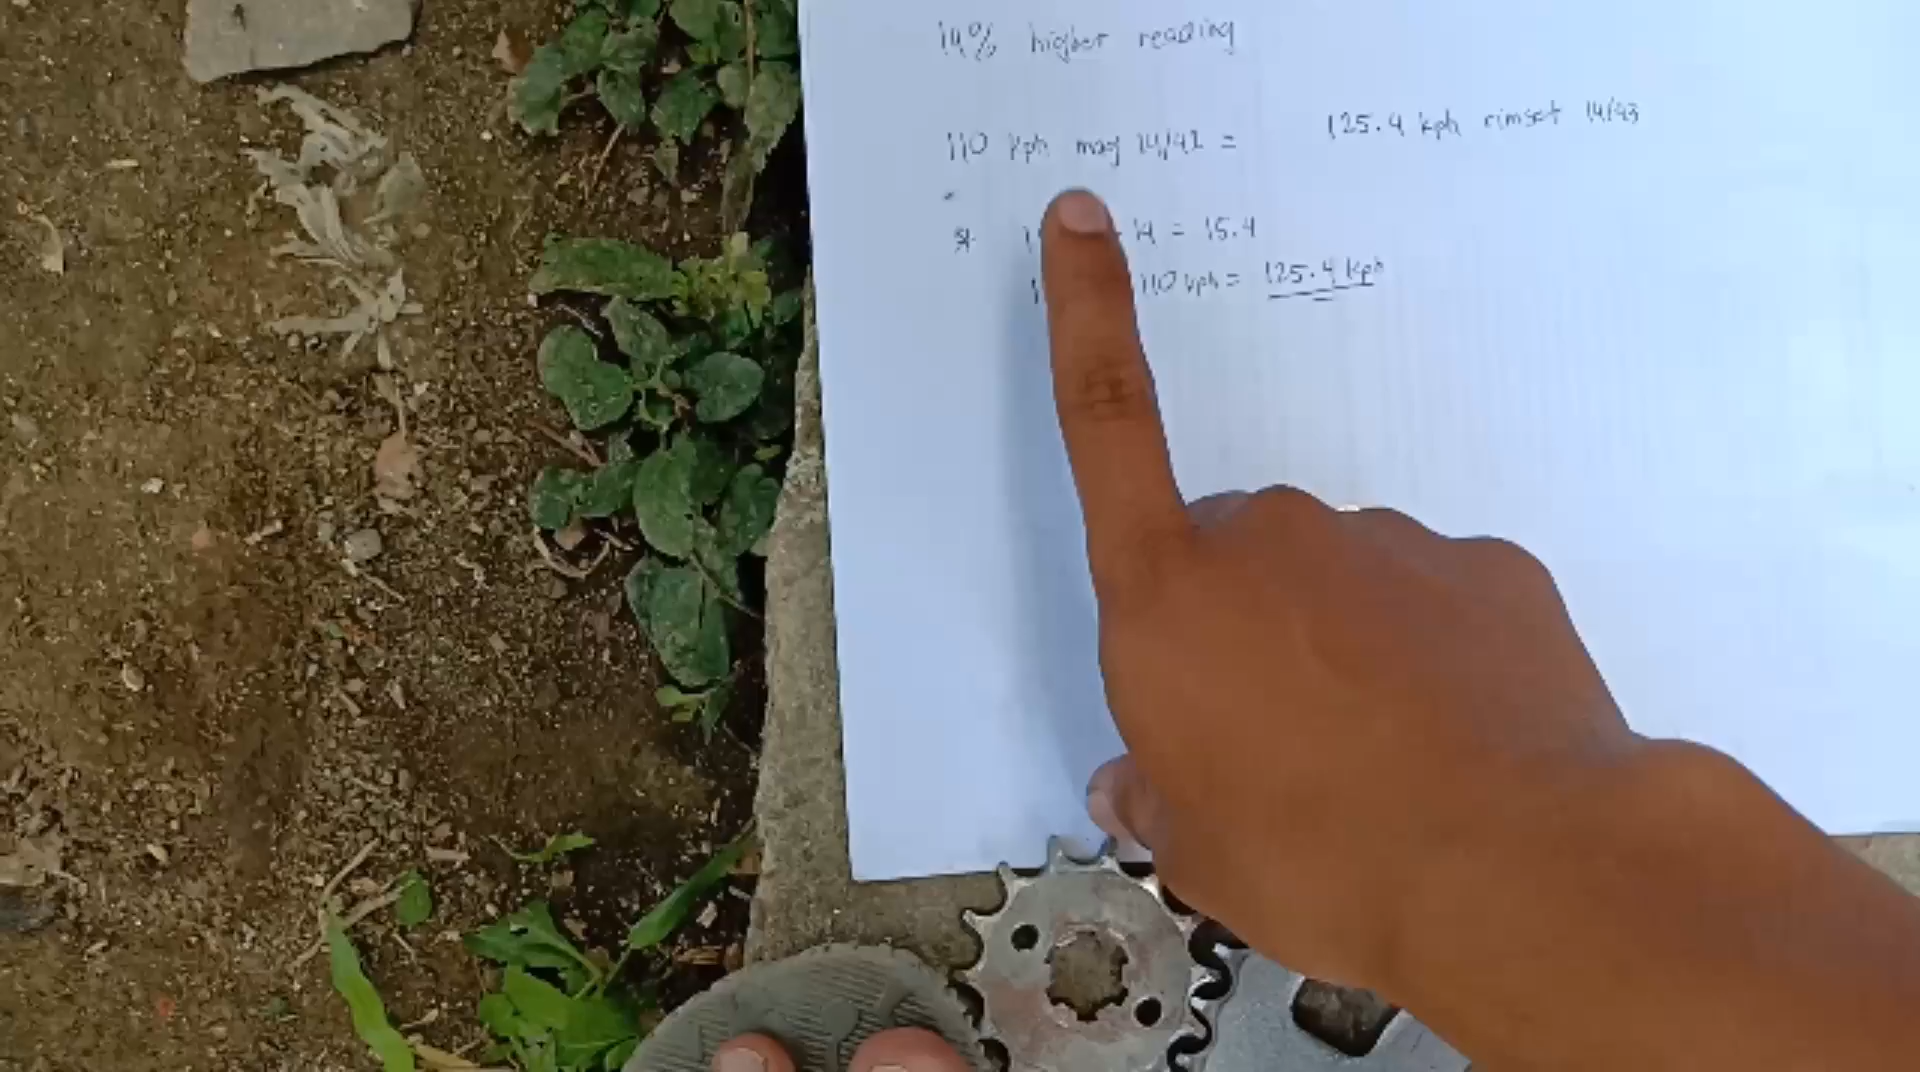 14% higher reading
110 kph mag 14/42 = 125.4 kph rimset 14/43
14 = 15.4
110 kph = 125.4 kph